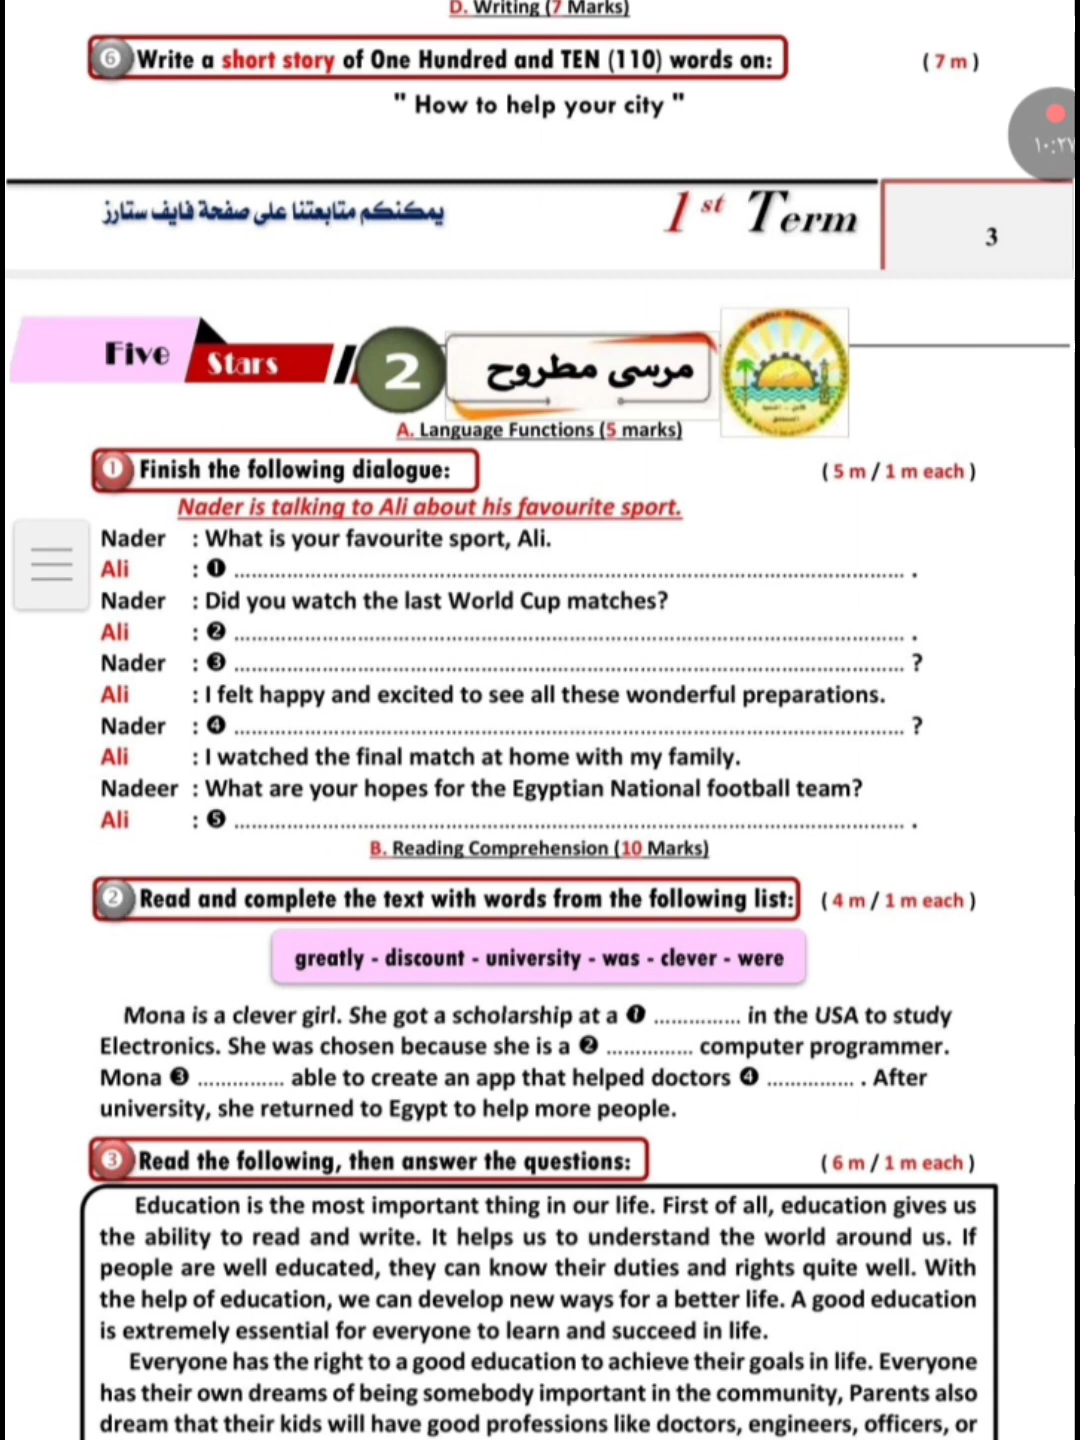 D. Writing (7 Marks)
6 Write a short story of One Hundred and TEN (110) words on: ( 7 m )
" How to help your city "
١٠:٢٧
يمكنكم متابعتنا على صفحة فايف ستارز
1st Term
3
Five Stars
2
مرسى مطروح
A. Language Functions (5 marks)
1 Finish the following dialogue: ( 5 m / 1 m each )
Nader is talking to Ali about his favourite sport.
Nader : What is your favourite sport, Ali.
Ali : ❶ .................................................................................................... .
Nader : Did you watch the last World Cup matches?
Ali : ❷ .................................................................................................... .
Nader : ❸ .................................................................................................... ?
Ali : I felt happy and excited to see all these wonderful preparations.
Nader : ❹ .................................................................................................... ?
Ali : I watched the final match at home with my family.
Nadeer : What are your hopes for the Egyptian National football team?
Ali : ❺ .................................................................................................... .
B. Reading Comprehension (10 Marks)
2 Read and complete the text with words from the following list: ( 4 m / 1 m each )
greatly - discount - university - was - clever - were
Mona is a clever girl. She got a scholarship at a ❶ ............... in the USA to study
Electronics. She was chosen because she is a ❷ ............... computer programmer.
Mona ❸ ............... able to create an app that helped doctors ❹ ............... . After
university, she returned to Egypt to help more people.
3 Read the following, then answer the questions: ( 6 m / 1 m each )
Education is the most important thing in our life. First of all, education gives us
the ability to read and write. It helps us to understand the world around us. If
people are well educated, they can know their duties and rights quite well. With
the help of education, we can develop new ways for a better life. A good education
is extremely essential for everyone to learn and succeed in life.
Everyone has the right to a good education to achieve their goals in life. Everyone
has their own dreams of being somebody important in the community, Parents also
dream that their kids will have good professions like doctors, engineers, officers, or